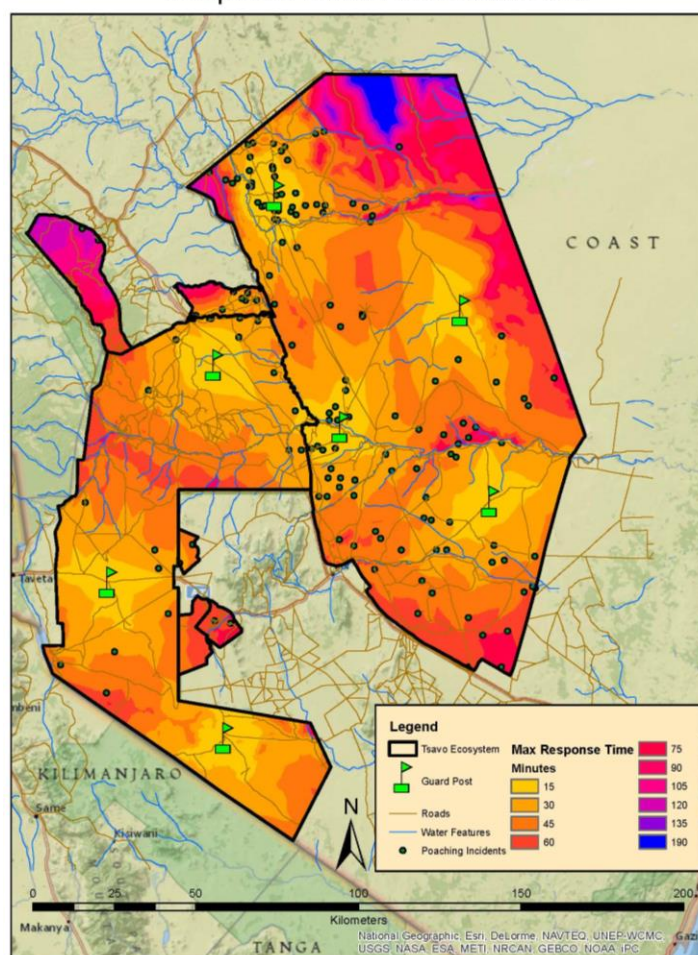 COAST
Taveta
mbeni
KILIMANJARO
Same
Kisiwani
Makanya
TANGA
Gazi
Legend
Tsavo Ecosystem
Guard Post
Roads
Water Features
Poaching Incidents
Max Response Time
Minutes
15
30
45
60
75
90
105
120
135
190
N
0 25 50 100 150 200
Kilometers
National Geographic, Esri, DeLorme, NAVTEQ, UNEP-WCMC,
USGS, NASA, ESA, METI, NRCAN, GEBCO, NOAA, iPC